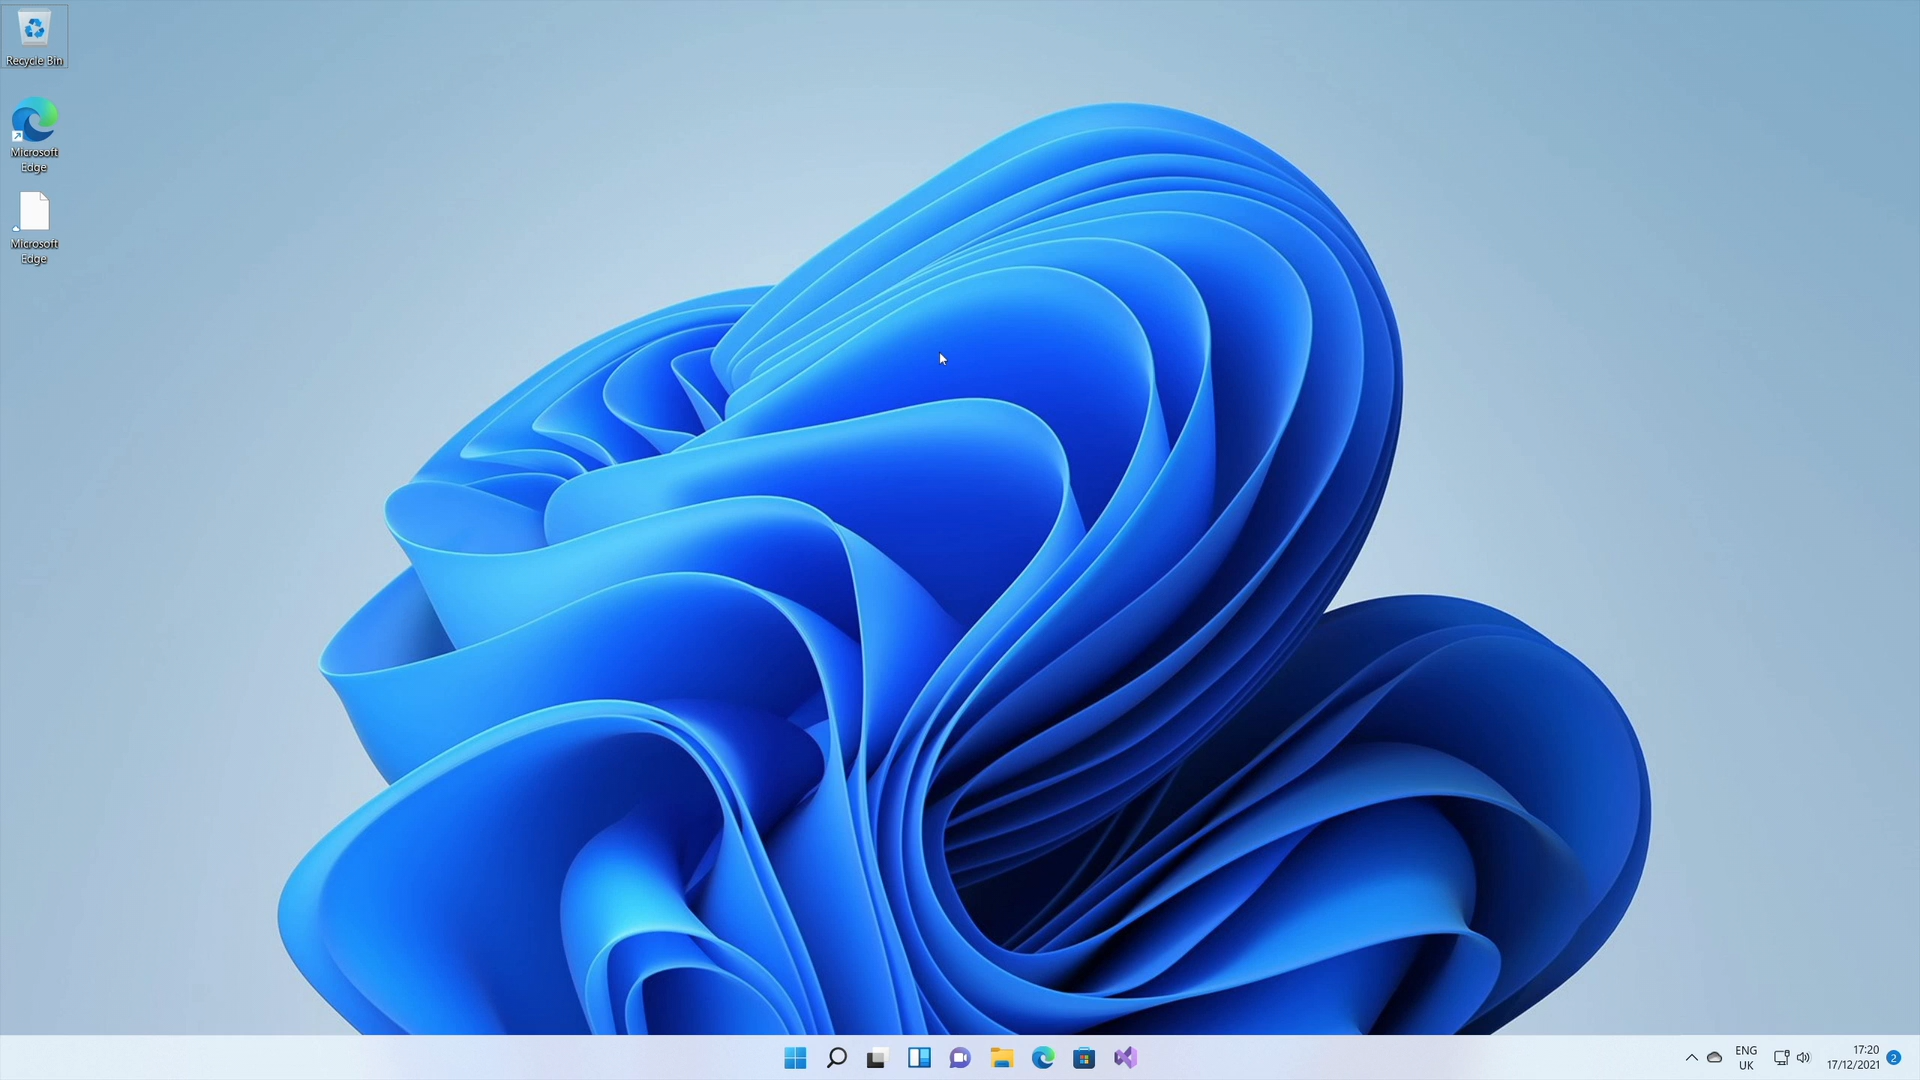 Recycle Bin
Microsoft
Edge
Microsoft
Edge
ENG
UK
17:20
17/12/2021
2